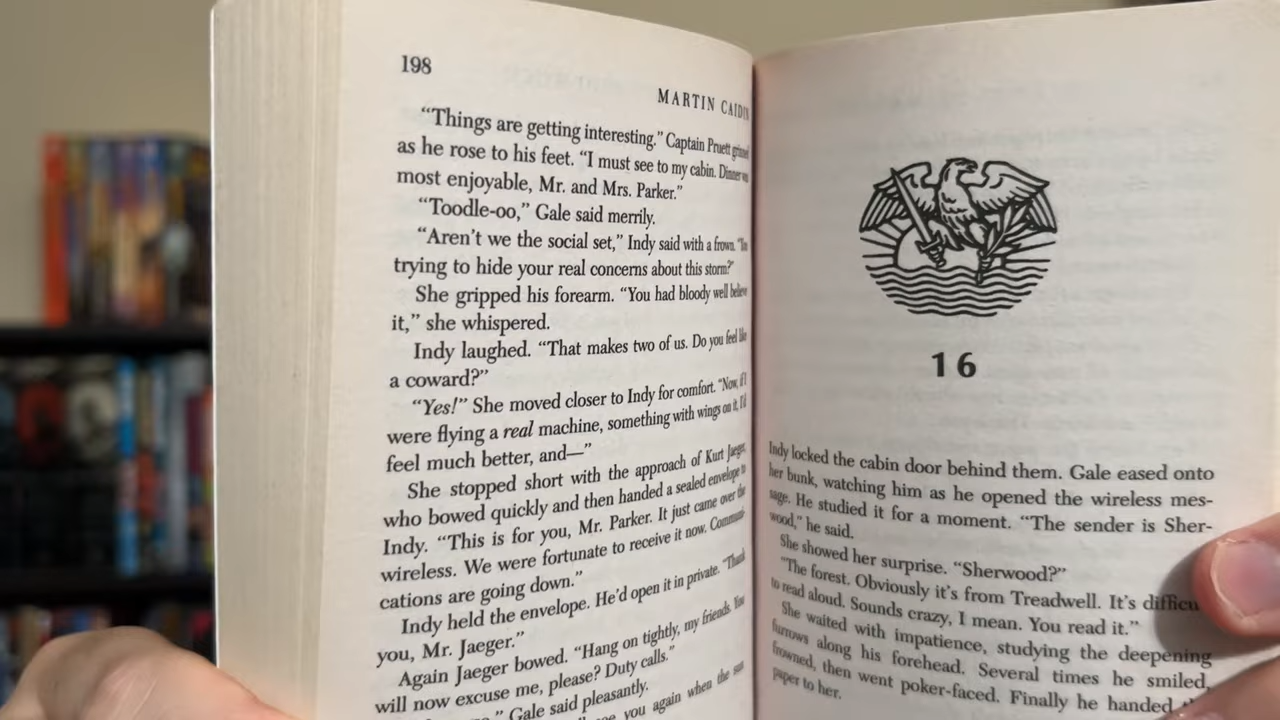 198
MARTIN CAIDIN
“Things are getting interesting.” Captain Pruett grinned
as he rose to his feet. “I must see to my cabin. Dinner was
most enjoyable, Mr. and Mrs. Parker.”
“Toodle-oo,” Gale said merrily.
“Aren’t we the social set,” Indy said with a frown.
trying to hide your real concerns about this storm?”
She gripped his forearm. “You had bloody well believe
it,” she whispered.
Indy laughed. “That makes two of us. Do you feel like
a coward?”
“Yes!” She moved closer to Indy for comfort. “Now, if I
were flying a real machine, something with wings on it, I’d
feel much better, and—”
She stopped short with the approach of Kurt Jaeger,
who bowed quickly and then handed a sealed envelope to
Indy. “This is for you, Mr. Parker. It just came over the
wireless. We were fortunate to receive it now. Communi-
cations are going down.”
Indy held the envelope. He’d open it in private. “Thank
you, Mr. Jaeger.”
Again Jaeger bowed. “Hang on tightly, my friends. You
will now excuse me, please? Duty calls.”
Gale said pleasantly.
you again when the sun
16
Indy locked the cabin door behind them. Gale eased onto
her bunk, watching him as he opened the wireless mes-
sage. He studied it for a moment. “The sender is Sher-
wood,” he said.
She showed her surprise. “Sherwood?”
“The forest. Obviously it’s from Treadwell. It’s difficu
to read aloud. Sounds crazy, I mean. You read it.”
She waited with impatience, studying the deepening
furrows along his forehead. Several times he smiled,
frowned, then went poker-faced. Finally he handed
paper to her.